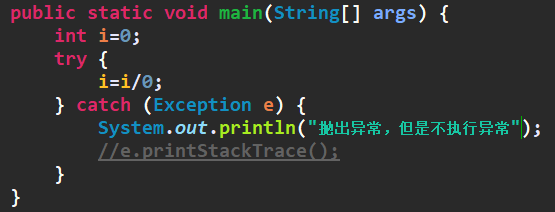 public static void main(String[] args) {
int i=0;
try {
i=i/0;
} catch (Exception e) {
System.out.println("抛出异常，但是不执行异常");
//e.printStackTrace();
}
}